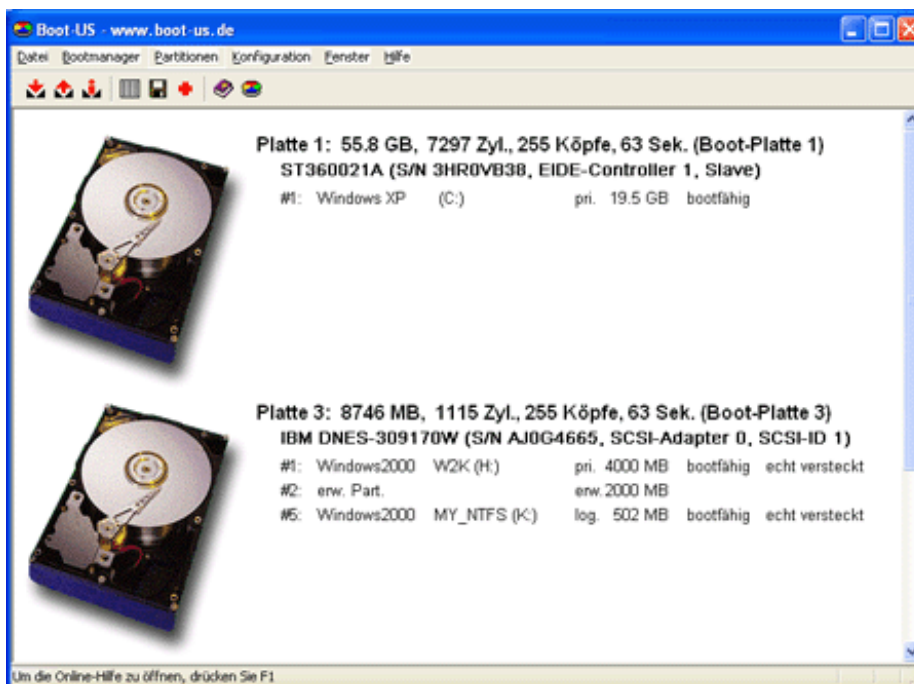 Boot-US - www.boot-us.de
Datei Bootmanager Partitionen Konfiguration Fenster Hilfe
Platte 1: 55.8 GB, 7297 Zyl., 255 Köpfe, 63 Sek. (Boot-Platte 1)
ST360021A (S/N 3HR0VB38, EIDE-Controller 1, Slave)
#1: Windows XP (C:) pri. 19.5 GB bootfähig
Platte 3: 8746 MB, 1115 Zyl., 255 Köpfe, 63 Sek. (Boot-Platte 3)
IBM DNES-309170W (S/N AJ0G4665, SCSI-Adapter 0, SCSI-ID 1)
#1: Windows2000 W2K (H:) pri. 4000 MB bootfähig echt versteckt
#2: erw. Part. erw. 2000 MB
#5: Windows2000 MY_NTFS (K:) log. 502 MB bootfähig echt versteckt
Um die Online-Hilfe zu öffnen, drücken Sie F1